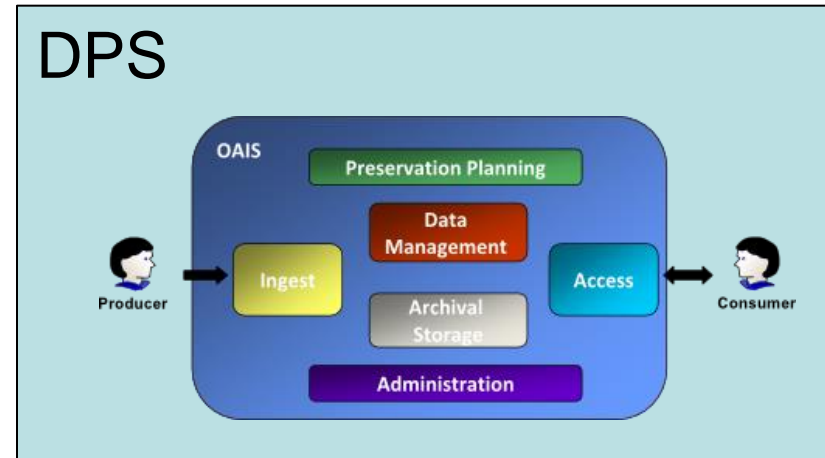 DPS
OAIS
Preservation Planning
Data
Management
Ingest
Access
Producer
Consumer
Archival
Storage
Administration